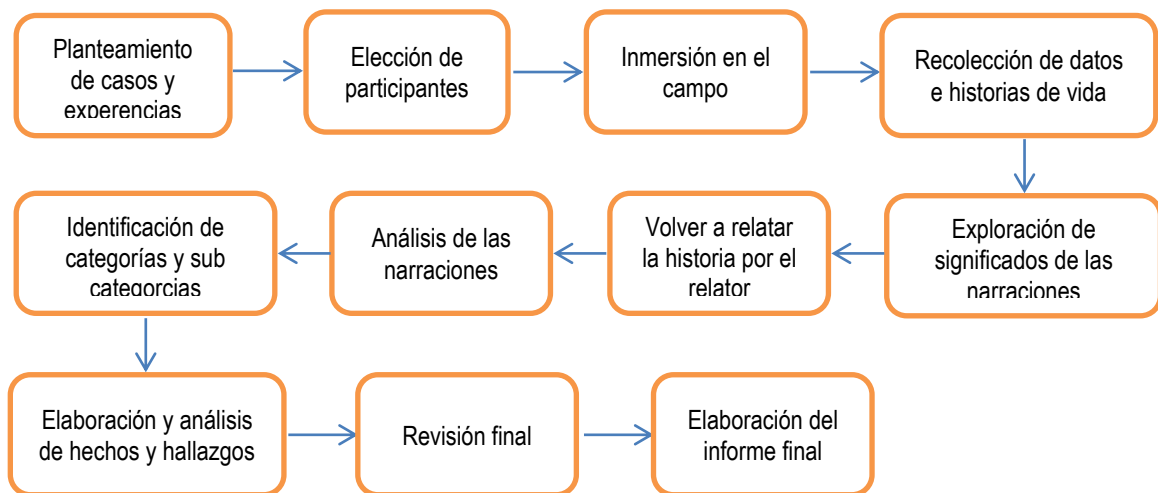 Planteamiento
de casos y
experencias
Elección de
participantes
Inmersión en el
campo
Recolección de datos
e historias de vida
Exploración de
significados de las
narraciones
Volver a relatar
la historia por el
relator
Análisis de las
narraciones
Identificación de
categorías y sub
categorcias
Elaboración y análisis
de hechos y hallazgos
Revisión final
Elaboración del
informe final